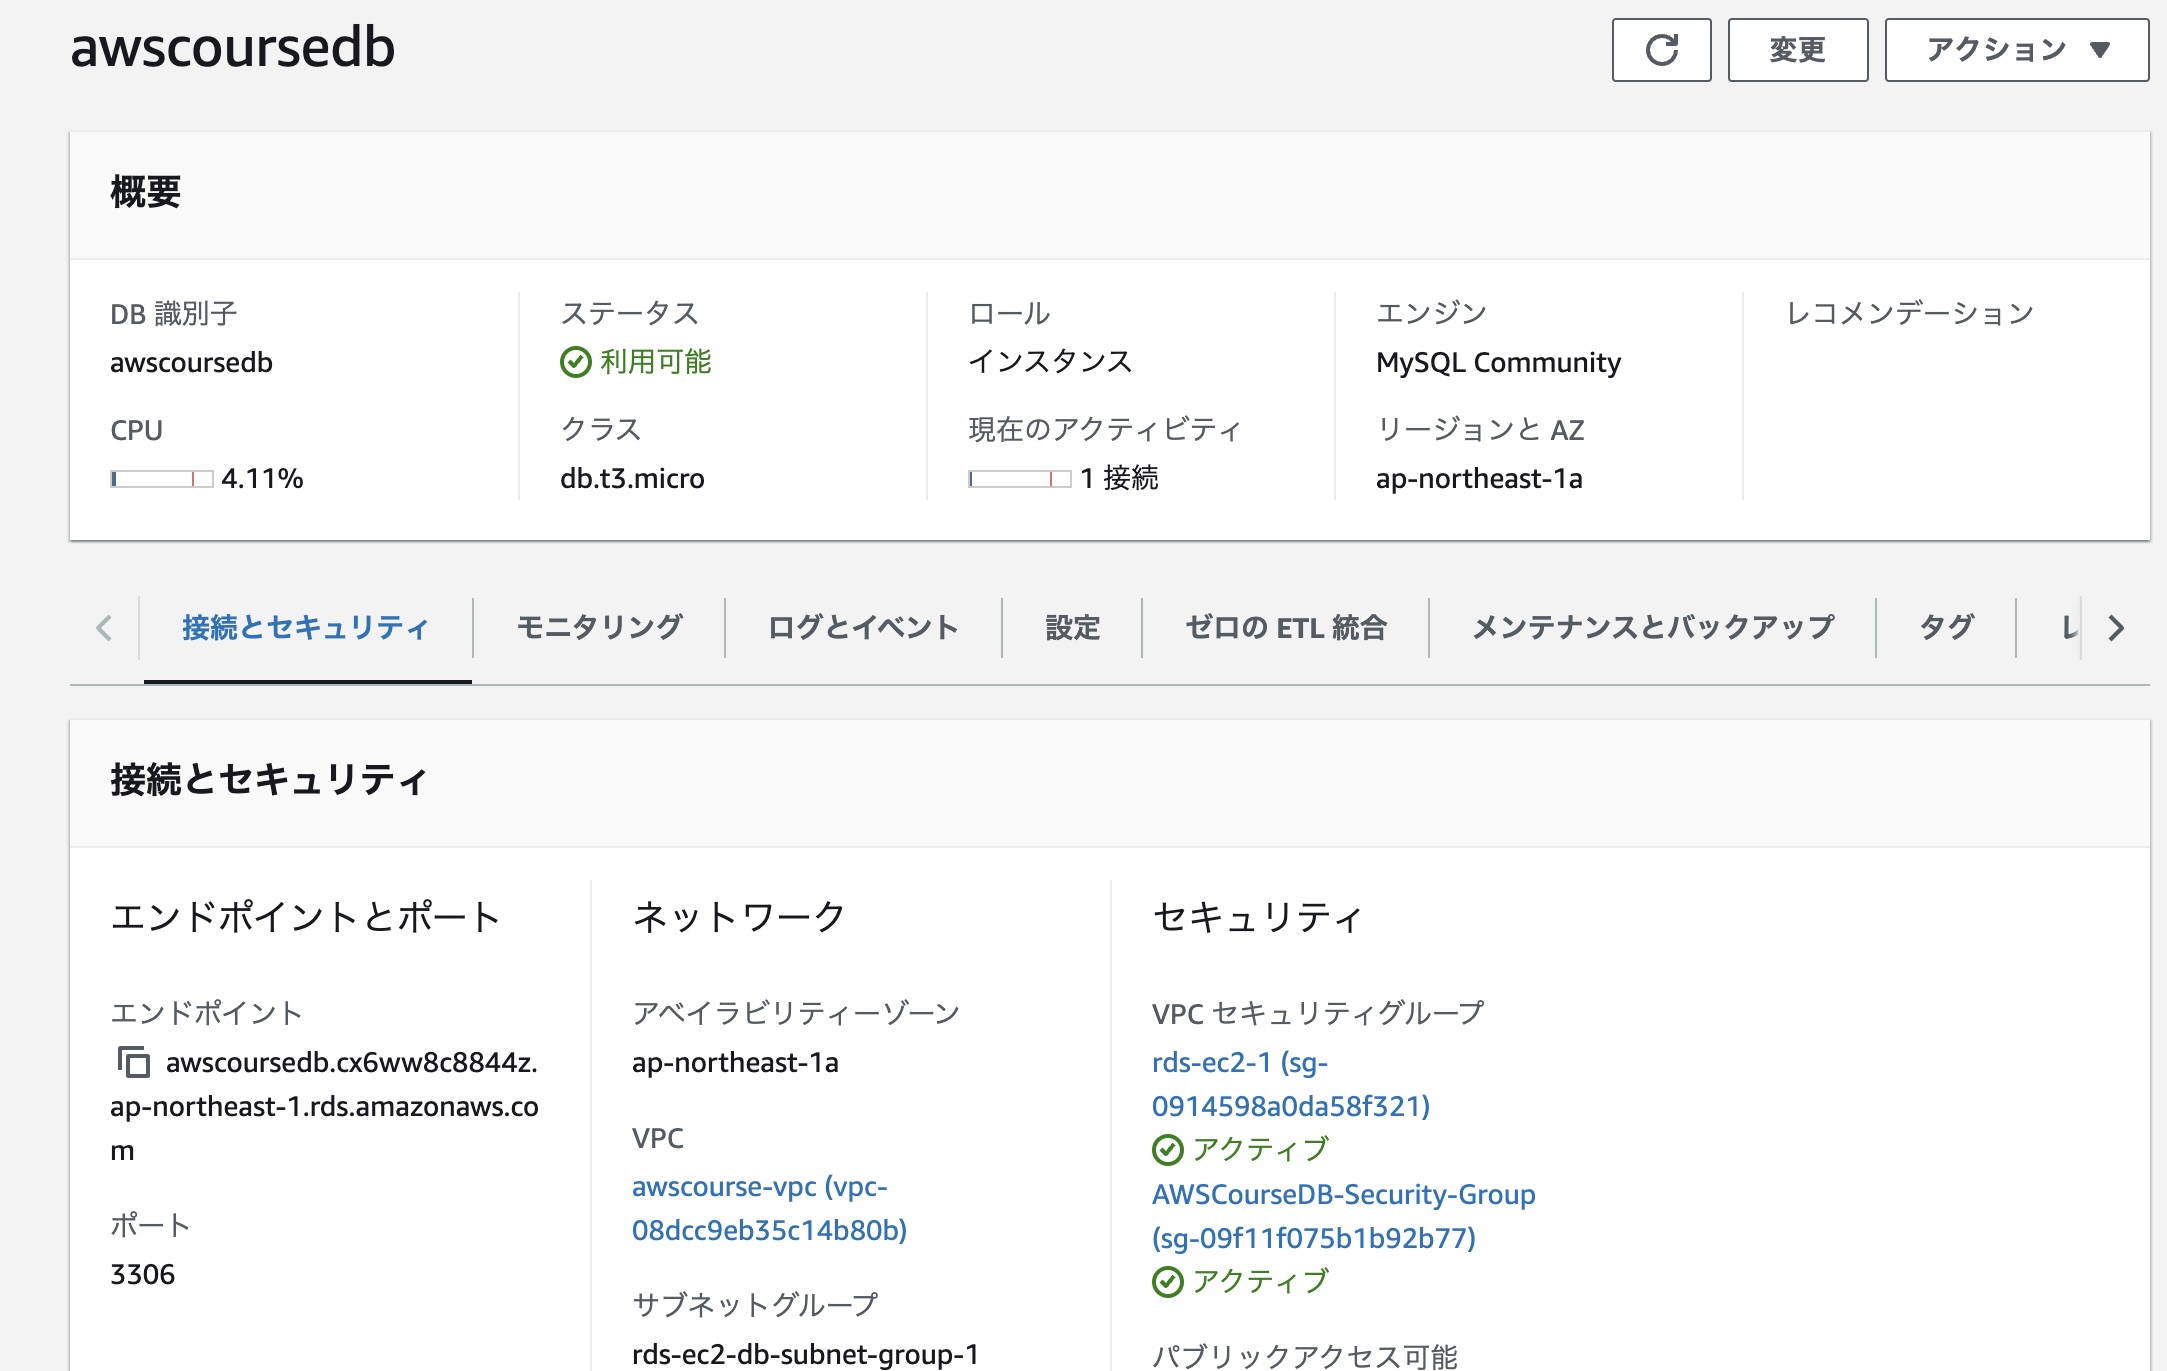 awscoursedb
変更
アクション
概要
DB 識別子
awscoursedb
CPU
4.11%
ステータス
利用可能
クラス
db.t3.micro
ロール
インスタンス
現在のアクティビティ
1 接続
エンジン
MySQL Community
リージョンと AZ
ap-northeast-1a
レコメンデーション
接続とセキュリティ
モニタリング
ログとイベント
設定
ゼロの ETL 統合
メンテナンスとバックアップ
タグ
レ
接続とセキュリティ
エンドポイントとポート
エンドポイント
awscoursedb.cx6ww8c8844z.
ap-northeast-1.rds.amazonaws.co
m
ポート
3306
ネットワーク
アベイラビリティーゾーン
ap-northeast-1a
VPC
awscourse-vpc (vpc-
08dcc9eb35c14b80b)
サブネットグループ
rds-ec2-db-subnet-group-1
セキュリティ
VPC セキュリティグループ
rds-ec2-1 (sg-
0914598a0da58f321)
アクティブ
AWSCourseDB-Security-Group
(sg-09f11f075b1b92b77)
アクティブ
パブリックアクセス可能